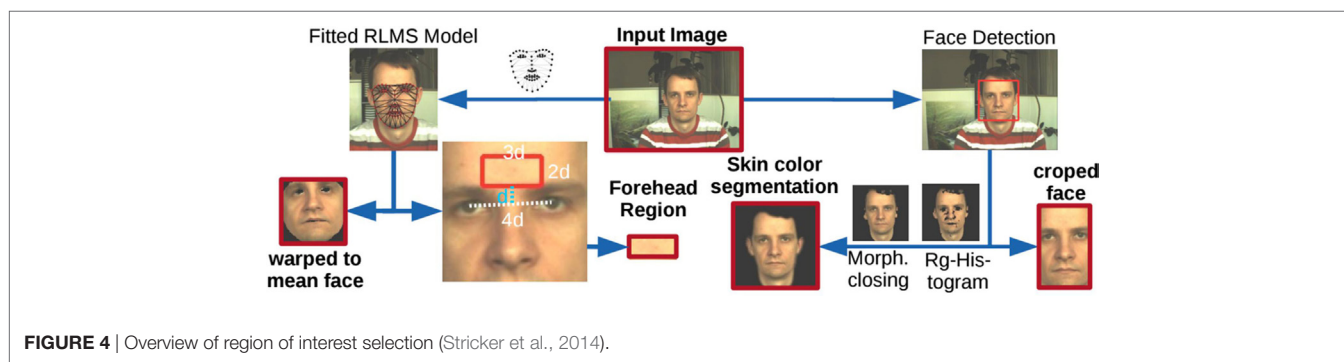 Fitted RLMS Model
Input Image
Face Detection
3d
2d
d
4d
warped to
mean face
Forehead
Region
Skin color
segmentation
Morph.
closing
Rg-His-
togram
croped
face
FIGURE 4 | Overview of region of interest selection (Stricker et al., 2014).